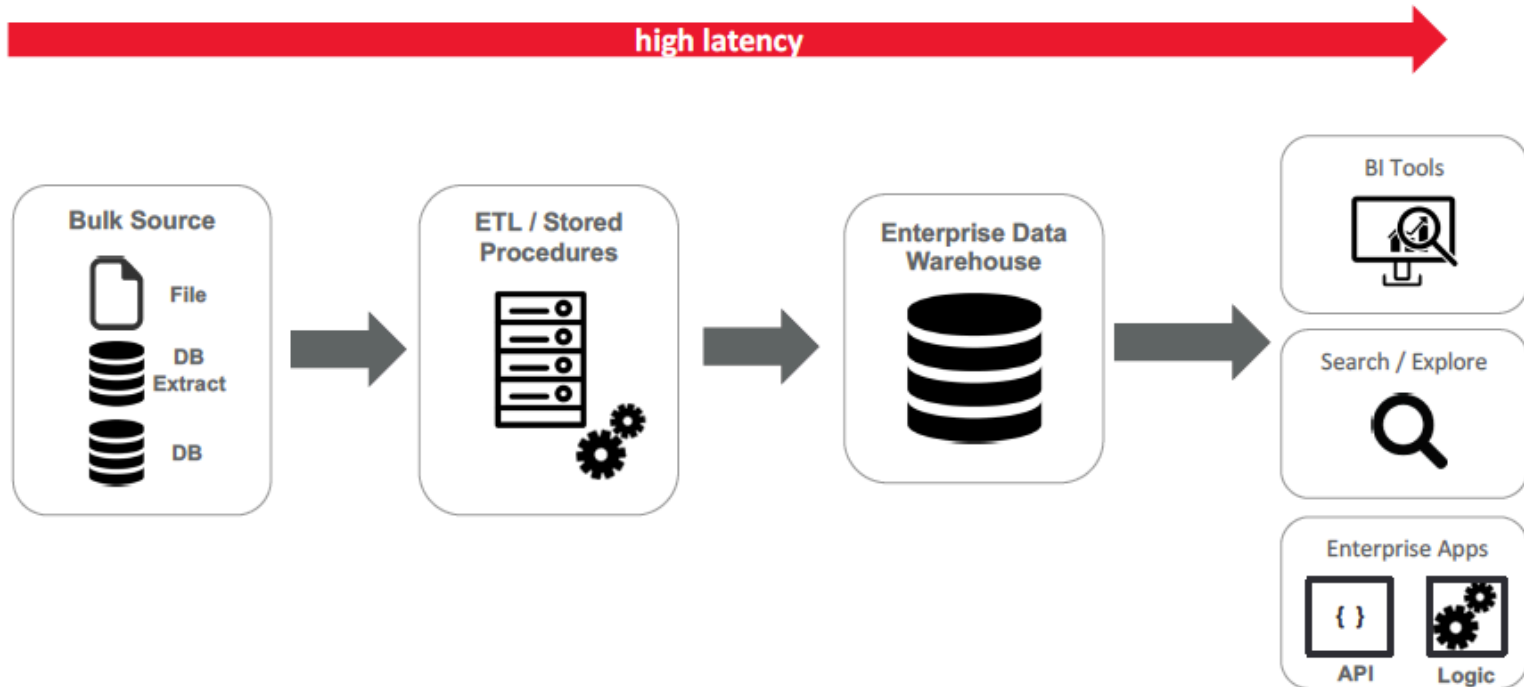 high latency
Bulk Source
File
DB
Extract
DB
ETL / Stored
Procedures
Enterprise Data
Warehouse
BI Tools
Search / Explore
Enterprise Apps
{ }
API
Logic